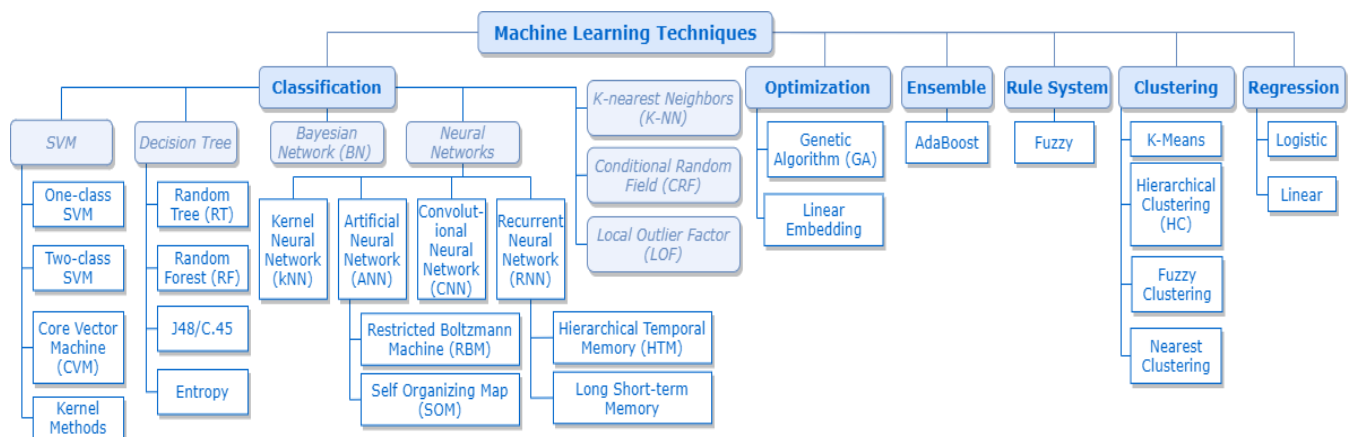 Machine Learning Techniques
Classification
Optimization
Ensemble
Rule System
Clustering
Regression
SVM
Decision Tree
Bayesian
Network (BN)
Neural
Networks
K-nearest Neighbors
(K-NN)
Conditional Random
Field (CRF)
Local Outlier Factor
(LOF)
One-class
SVM
Two-class
SVM
Core Vector
Machine
(CVM)
Kernel
Methods
Random
Tree (RT)
Random
Forest (RF)
J48/C.45
Entropy
Kernel
Neural
Network
(kNN)
Artificial
Neural
Network
(ANN)
Convolut-
ional
Neural
Network
(CNN)
Recurrent
Neural
Network
(RNN)
Restricted Boltzmann
Machine (RBM)
Self Organizing Map
(SOM)
Hierarchical Temporal
Memory (HTM)
Long Short-term
Memory
Genetic
Algorithm (GA)
Linear
Embedding
AdaBoost
Fuzzy
K-Means
Hierarchical
Clustering
(HC)
Fuzzy
Clustering
Nearest
Clustering
Logistic
Linear